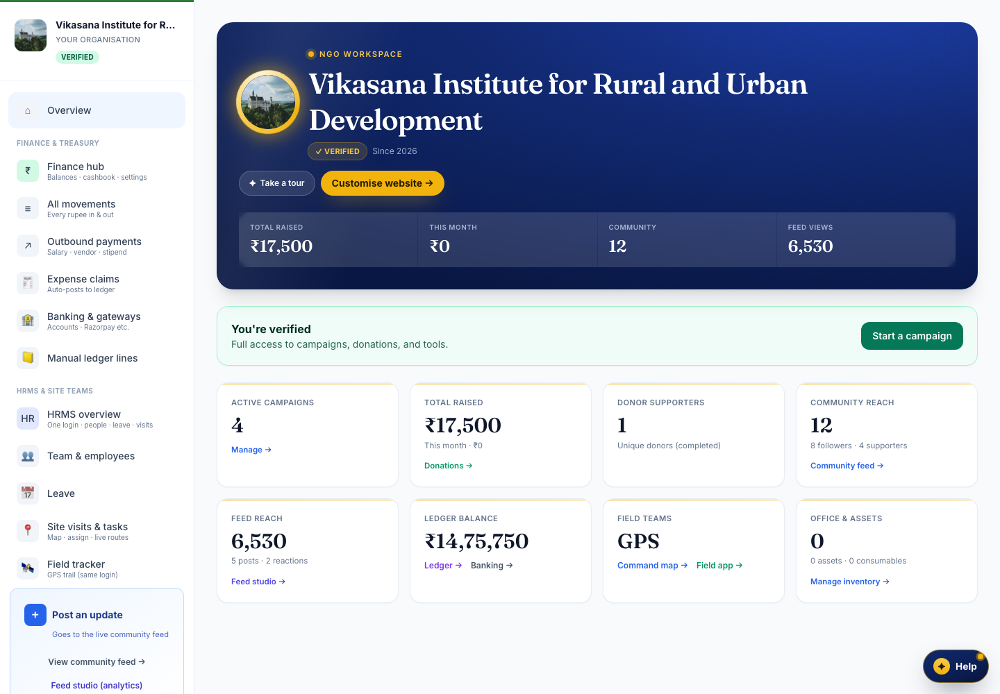 Vikasana Institute for R...
YOUR ORGANISATION
VERIFIED
Overview
FINANCE & TREASURY
₹
Finance hub
Balances · cashbook · settings
All movements
Every rupee in & out
Outbound payments
Salary · vendor · stipend
Expense claims
Auto-posts to ledger
Banking & gateways
Accounts · Razorpay etc.
Manual ledger lines
HRMS & SITE TEAMS
HR
HRMS overview
One login · people · leave · visits
Team & employees
17
Leave
Site visits & tasks
Map · assign · live routes
Field tracker
GPS trail (same login)
+
Post an update
Goes to the live community feed
View community feed →
Feed studio (analytics)
NGO WORKSPACE
Vikasana Institute for Rural and Urban
Development
✓ VERIFIED Since 2026
✦ Take a tour
Customise website →
TOTAL RAISED
₹17,500
THIS MONTH
₹0
COMMUNITY
12
FEED VIEWS
6,530
You're verified
Full access to campaigns, donations, and tools.
Start a campaign
ACTIVE CAMPAIGNS
4
Manage →
TOTAL RAISED
₹17,500
This month · ₹0
Donations →
DONOR SUPPORTERS
1
Unique donors (completed)
COMMUNITY REACH
12
8 followers · 4 supporters
Community feed →
FEED REACH
6,530
5 posts · 2 reactions
Feed studio →
LEDGER BALANCE
₹14,75,750
Ledger → Banking →
FIELD TEAMS
GPS
Command map → Field app →
OFFICE & ASSETS
0
0 assets · 0 consumables
Manage inventory →
✦ Help